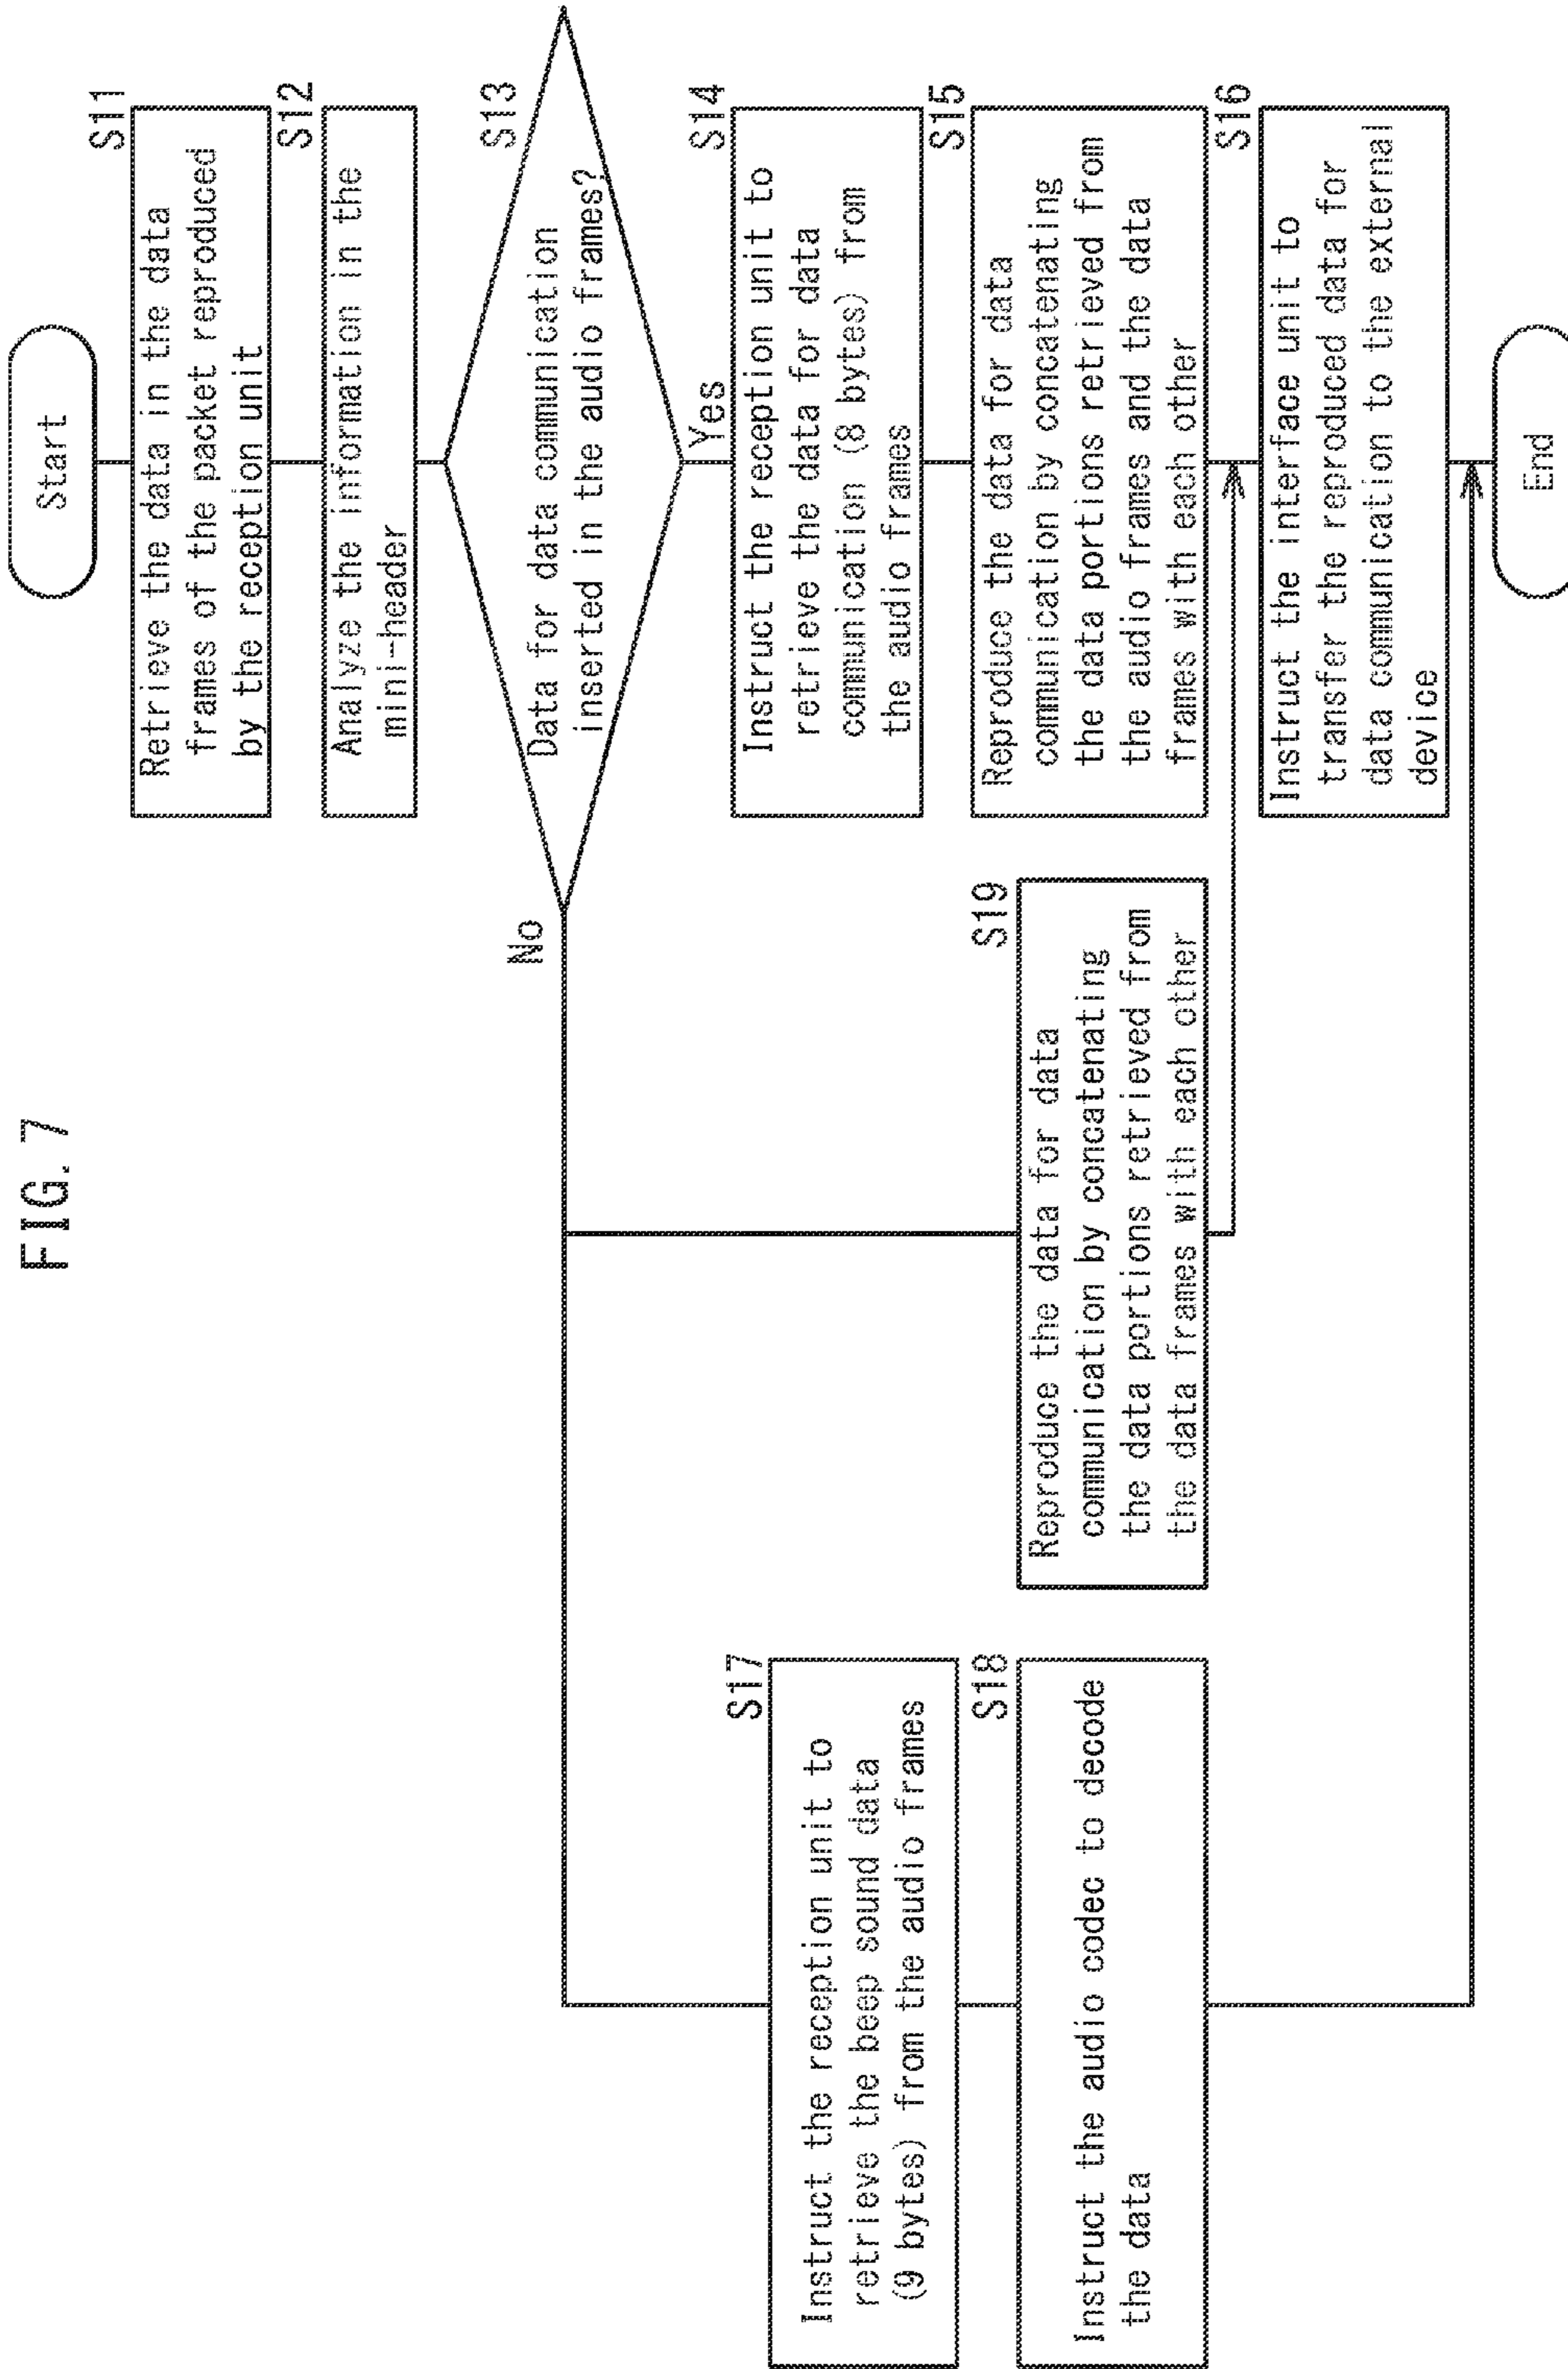 FIG. 7
Start
S11
Retrieve the data in the data
frames of the packet reproduced
by the reception unit
S12
Analyze the information in the
mini-header
S13
Data for data communication
inserted in the audio frames?
No
Yes
S14
Instruct the reception unit to
retrieve the data for data
communication (8 bytes) from
the audio frames
S15
Reproduce the data for data
communication by concatenating
the data portions retrieved from
the audio frames and the data
frames with each other
S16
Instruct the interface unit to
transfer the reproduced data for
data communication to the external
device
S17
Instruct the reception unit to
retrieve the beep sound data
(9 bytes) from the audio frames
S18
Instruct the audio codec to decode
the data
S19
Reproduce the data for data
communication by concatenating
the data portions retrieved from
the data frames with each other
End